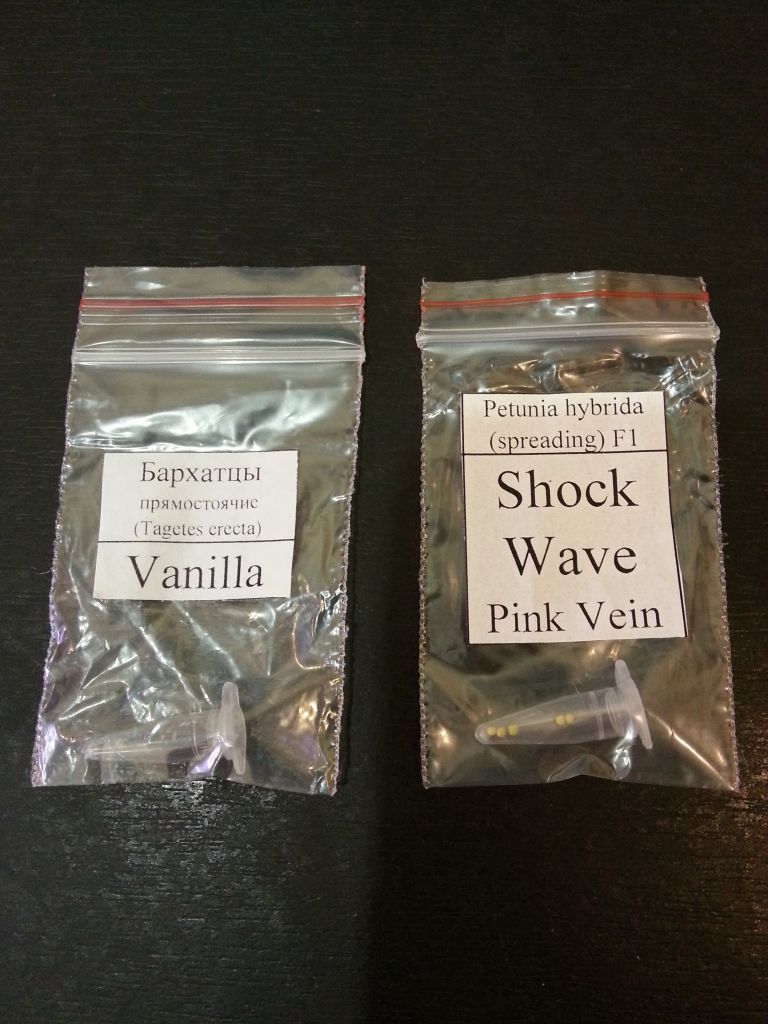 Бархатцы
прямостоячие
(Tagetes erecta)
Vanilla
Petunia hybrida
(spreading) F1
Shock
Wave
Pink Vein